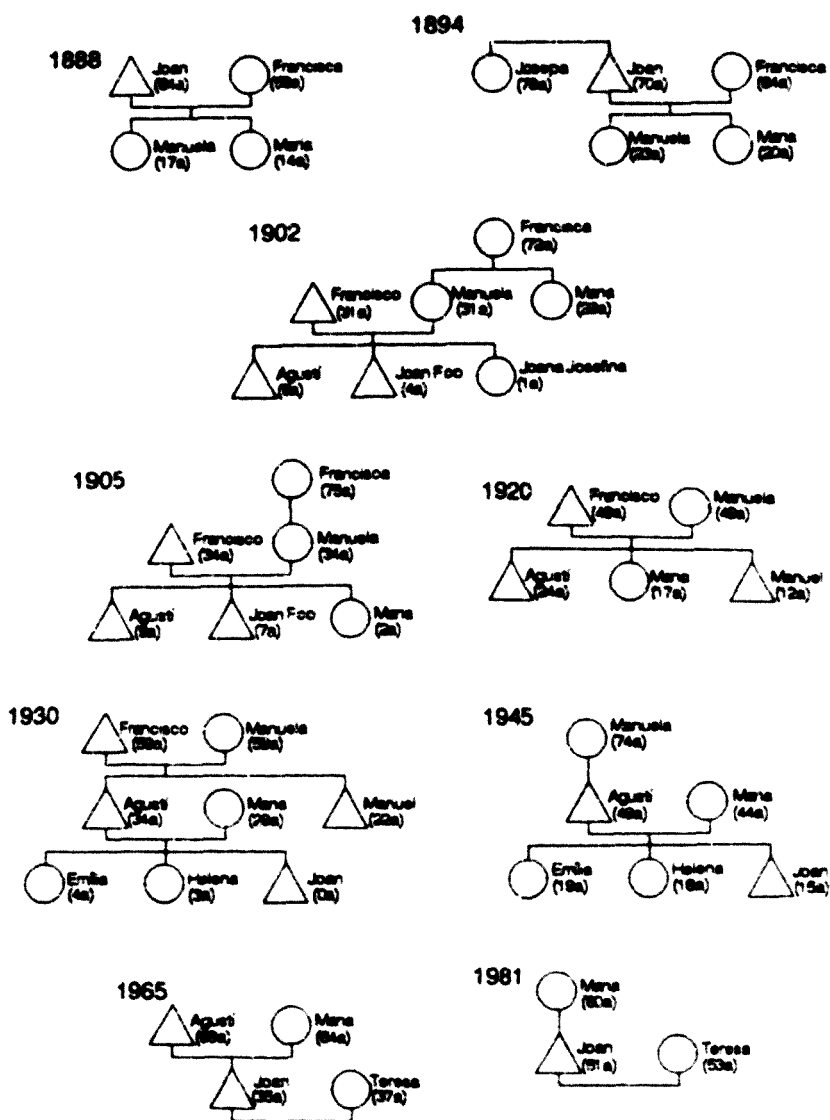 1888
Joan
(64a)
Francisca
(58a)
Manuela
(17a)
Maria
(14a)
1894
Josepa
Joan
(70a)
Francisca
(64a)
Manuela
(23a)
Maria
(20a)
1902
Francisca
(72a)
Francisco
(31a)
Manuela
(31a)
Maria
(28a)
Agustí
(6a)
Joan Fco
(4a)
Joana Josefina
(1a)
1905
Francisca
(75a)
Francisco
(34a)
Manuela
(34a)
Agustí
(9a)
Joan Fco
(7a)
Maria
(2a)
1920
Francisco
(49a)
Manuela
(49a)
Agustí
(24a)
Maria
(17a)
Manuel
(12a)
1930
Francisco
(59a)
Manuela
(59a)
Agustí
(34a)
Maria
(29a)
Manuel
(22a)
Emília
(4a)
Helena
(3a)
Joan
(0a)
1945
Manuela
(74a)
Agustí
(49a)
Maria
(44a)
Emília
(19a)
Helena
(18a)
Joan
(15a)
1965
Agustí
(69a)
Maria
(64a)
Joan
(35a)
Teresa
(37a)
1981
Maria
(80a)
Joan
(51a)
Teresa
(53a)